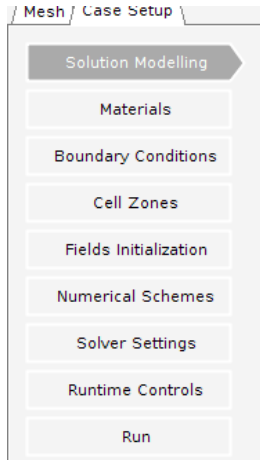 Mesh Case Setup
Solution Modelling
Materials
Boundary Conditions
Cell Zones
Fields Initialization
Numerical Schemes
Solver Settings
Runtime Controls
Run